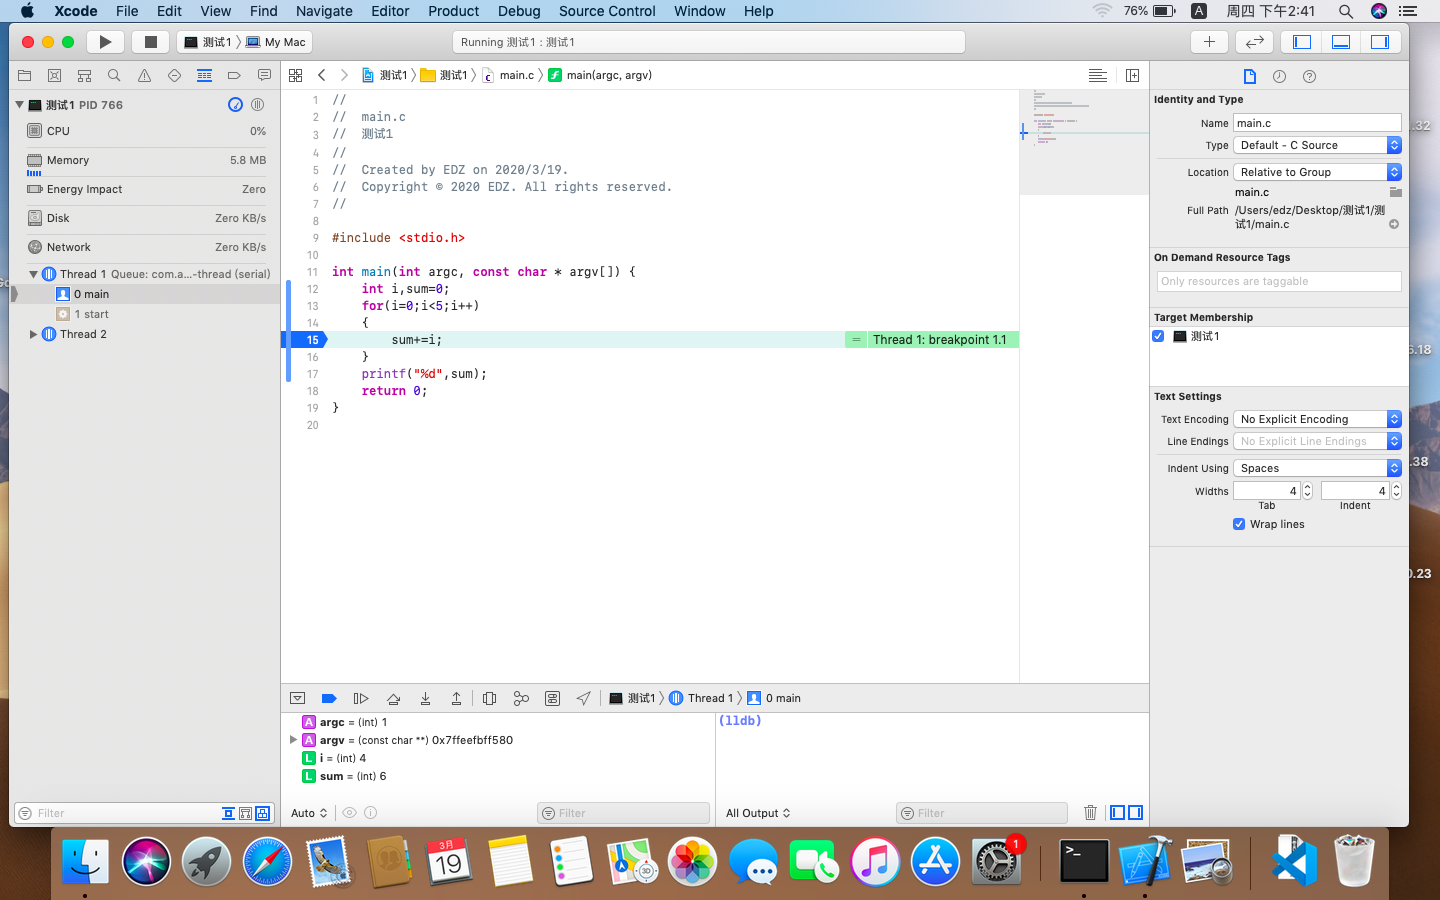 Xcode File Edit View Find Navigate Editor Product Debug Source Control Window Help 76% A 周四 下午2:41
测试1 My Mac Running 测试1 : 测试1
测试1 测试1 main.c main(argc, argv)
测试1 PID 766
CPU 0%
Memory 5.8 MB
Energy Impact Zero
Disk Zero KB/s
Network Zero KB/s
Thread 1 Queue: com.a...-thread (serial)
0 main
1 start
Thread 2
Filter
1 //
2 // main.c
3 // 测试1
4 //
5 // Created by EDZ on 2020/3/19.
6 // Copyright © 2020 EDZ. All rights reserved.
7 //
8
9 #include <stdio.h>
10
11 int main(int argc, const char * argv[]) {
12 int i,sum=0;
13 for(i=0;i<5;i++)
14 {
15 sum+=i; = Thread 1: breakpoint 1.1
16 }
17 printf("%d",sum);
18 return 0;
19 }
20
测试1 Thread 1 0 main
A argc = (int) 1
A argv = (const char **) 0x7ffeefbff580
L i = (int) 4
L sum = (int) 6
Auto Filter
(lldb)
All Output Filter
Identity and Type
Name main.c
Type Default - C Source
Location Relative to Group
main.c
Full Path /Users/edz/Desktop/测试1/测
试1/main.c
On Demand Resource Tags
Only resources are taggable
Target Membership
测试1
Text Settings
Text Encoding No Explicit Encoding
Line Endings No Explicit Line Endings
Indent Using Spaces
Widths 4 4
Tab Indent
Wrap lines
.32
.38
0.23
3月
19
3D
1
>_